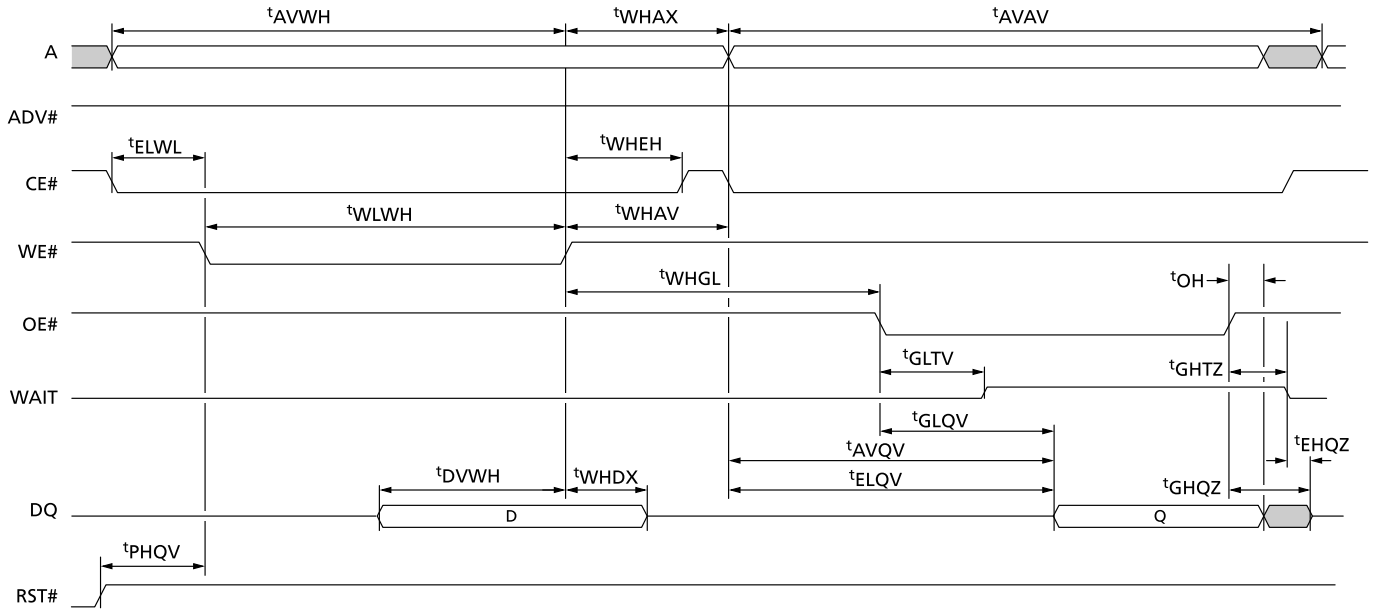 tAVWH tWHAX tAVAV
A
ADV#
tELWL tWHEH
CE#
tWLWH tWHAV
WE#
tWHGL tOH
OE#
tGLTV tGHTZ
WAIT
tGLQV
tAVQV tEHQZ
tDVWH tWHDX tELQV tGHQZ
DQ D Q
tPHQV
RST#